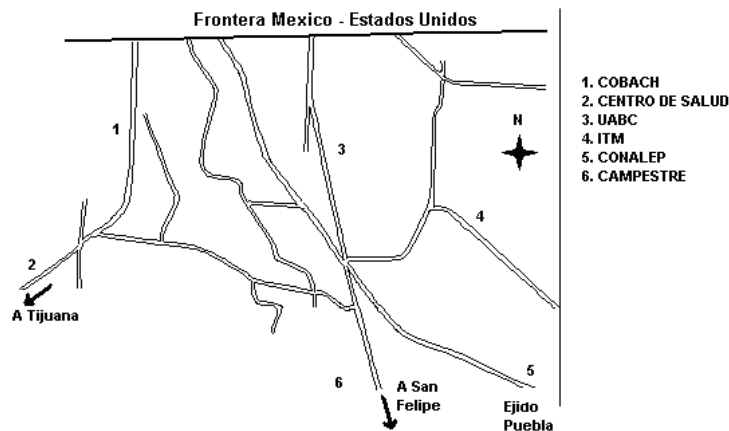 Frontera Mexico - Estados Unidos
1. COBACH
2. CENTRO DE SALUD
3. UABC
4. ITM
5. CONALEP
6. CAMPESTRE
N
1
3
4
2
A Tijuana
6
A San
Felipe
5
Ejido
Puebla